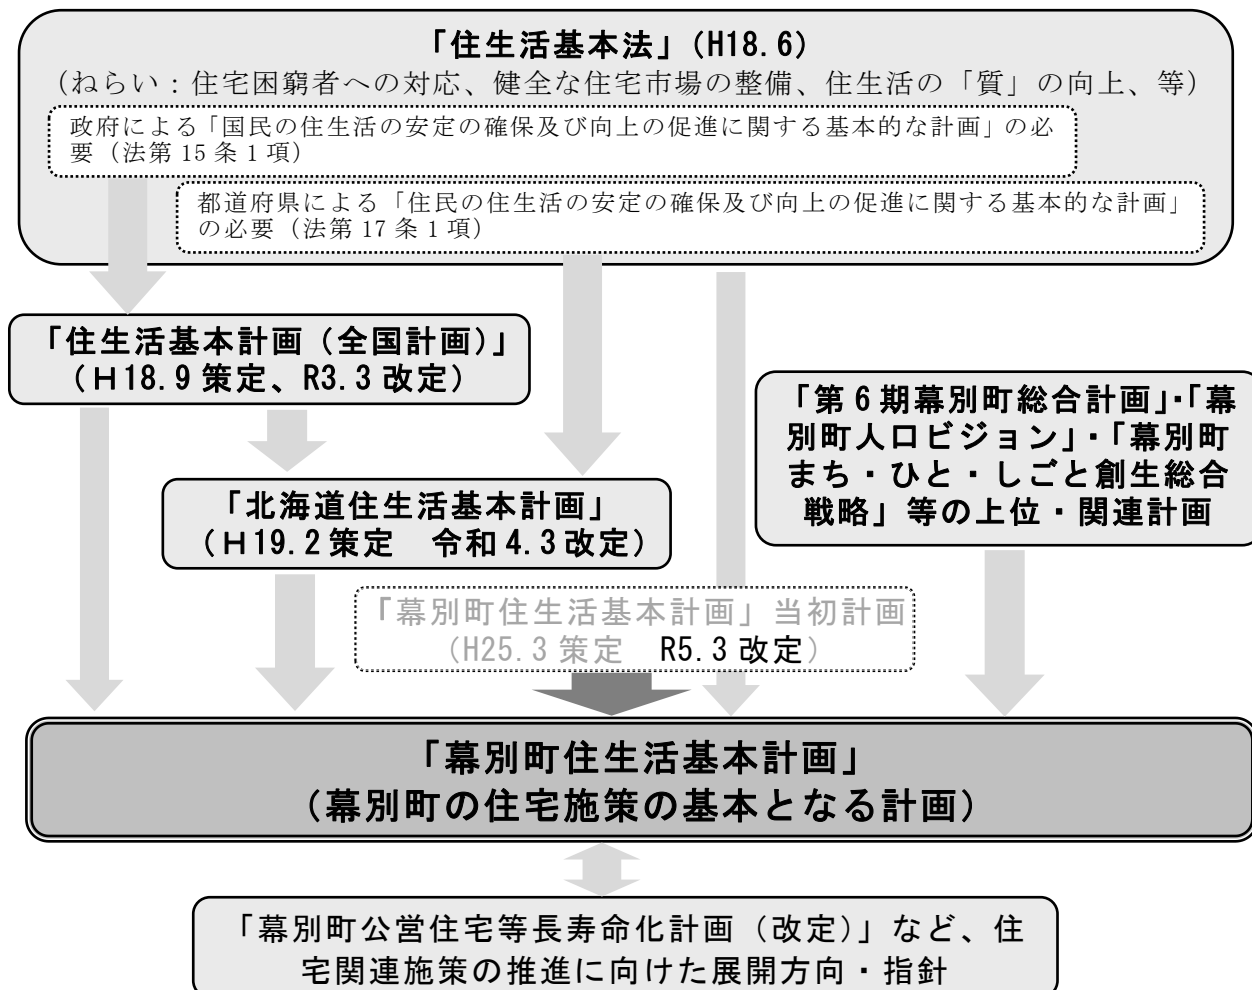 「住生活基本法」(H18.6)
(ねらい：住宅困窮者への対応、健全な住宅市場の整備、住生活の「質」の向上、等)
政府による「国民の住生活の安定の確保及び向上の促進に関する基本的な計画」の必
要（法第15条1項）
都道府県による「住民の住生活の安定の確保及び向上の促進に関する基本的な計画」
の必要（法第17条1項）
「住生活基本計画（全国計画）」
（Ｈ18.9 策定、R3.3 改定）
「第6期幕別町総合計画」・「幕
別町人口ビジョン」・「幕別町
まち・ひと・しごと創生総合
戦略」等の上位・関連計画
「北海道住生活基本計画」
（Ｈ19.2 策定　令和 4.3 改定）
「幕別町住生活基本計画」当初計画
（H25.3 策定　R5.3 改定）
「幕別町住生活基本計画」
（幕別町の住宅施策の基本となる計画）
「幕別町公営住宅等長寿命化計画（改定）」など、住
宅関連施策の推進に向けた展開方向・指針